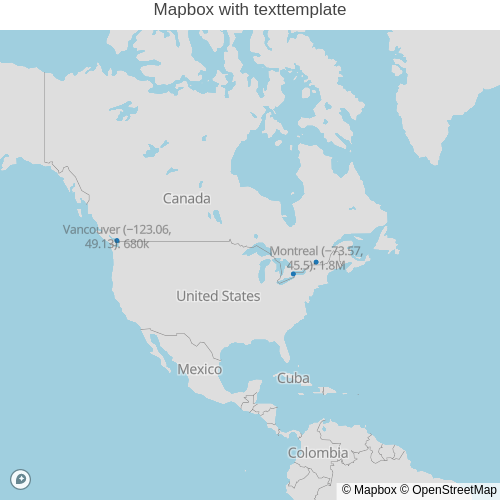 Mapbox with texttemplate
Canada
Vancouver (−123.06,
49.13): 680k
Montreal (−73.57,
45.5): 1.8M
United States
Mexico
Cuba
Colombia
© Mapbox © OpenStreetMap